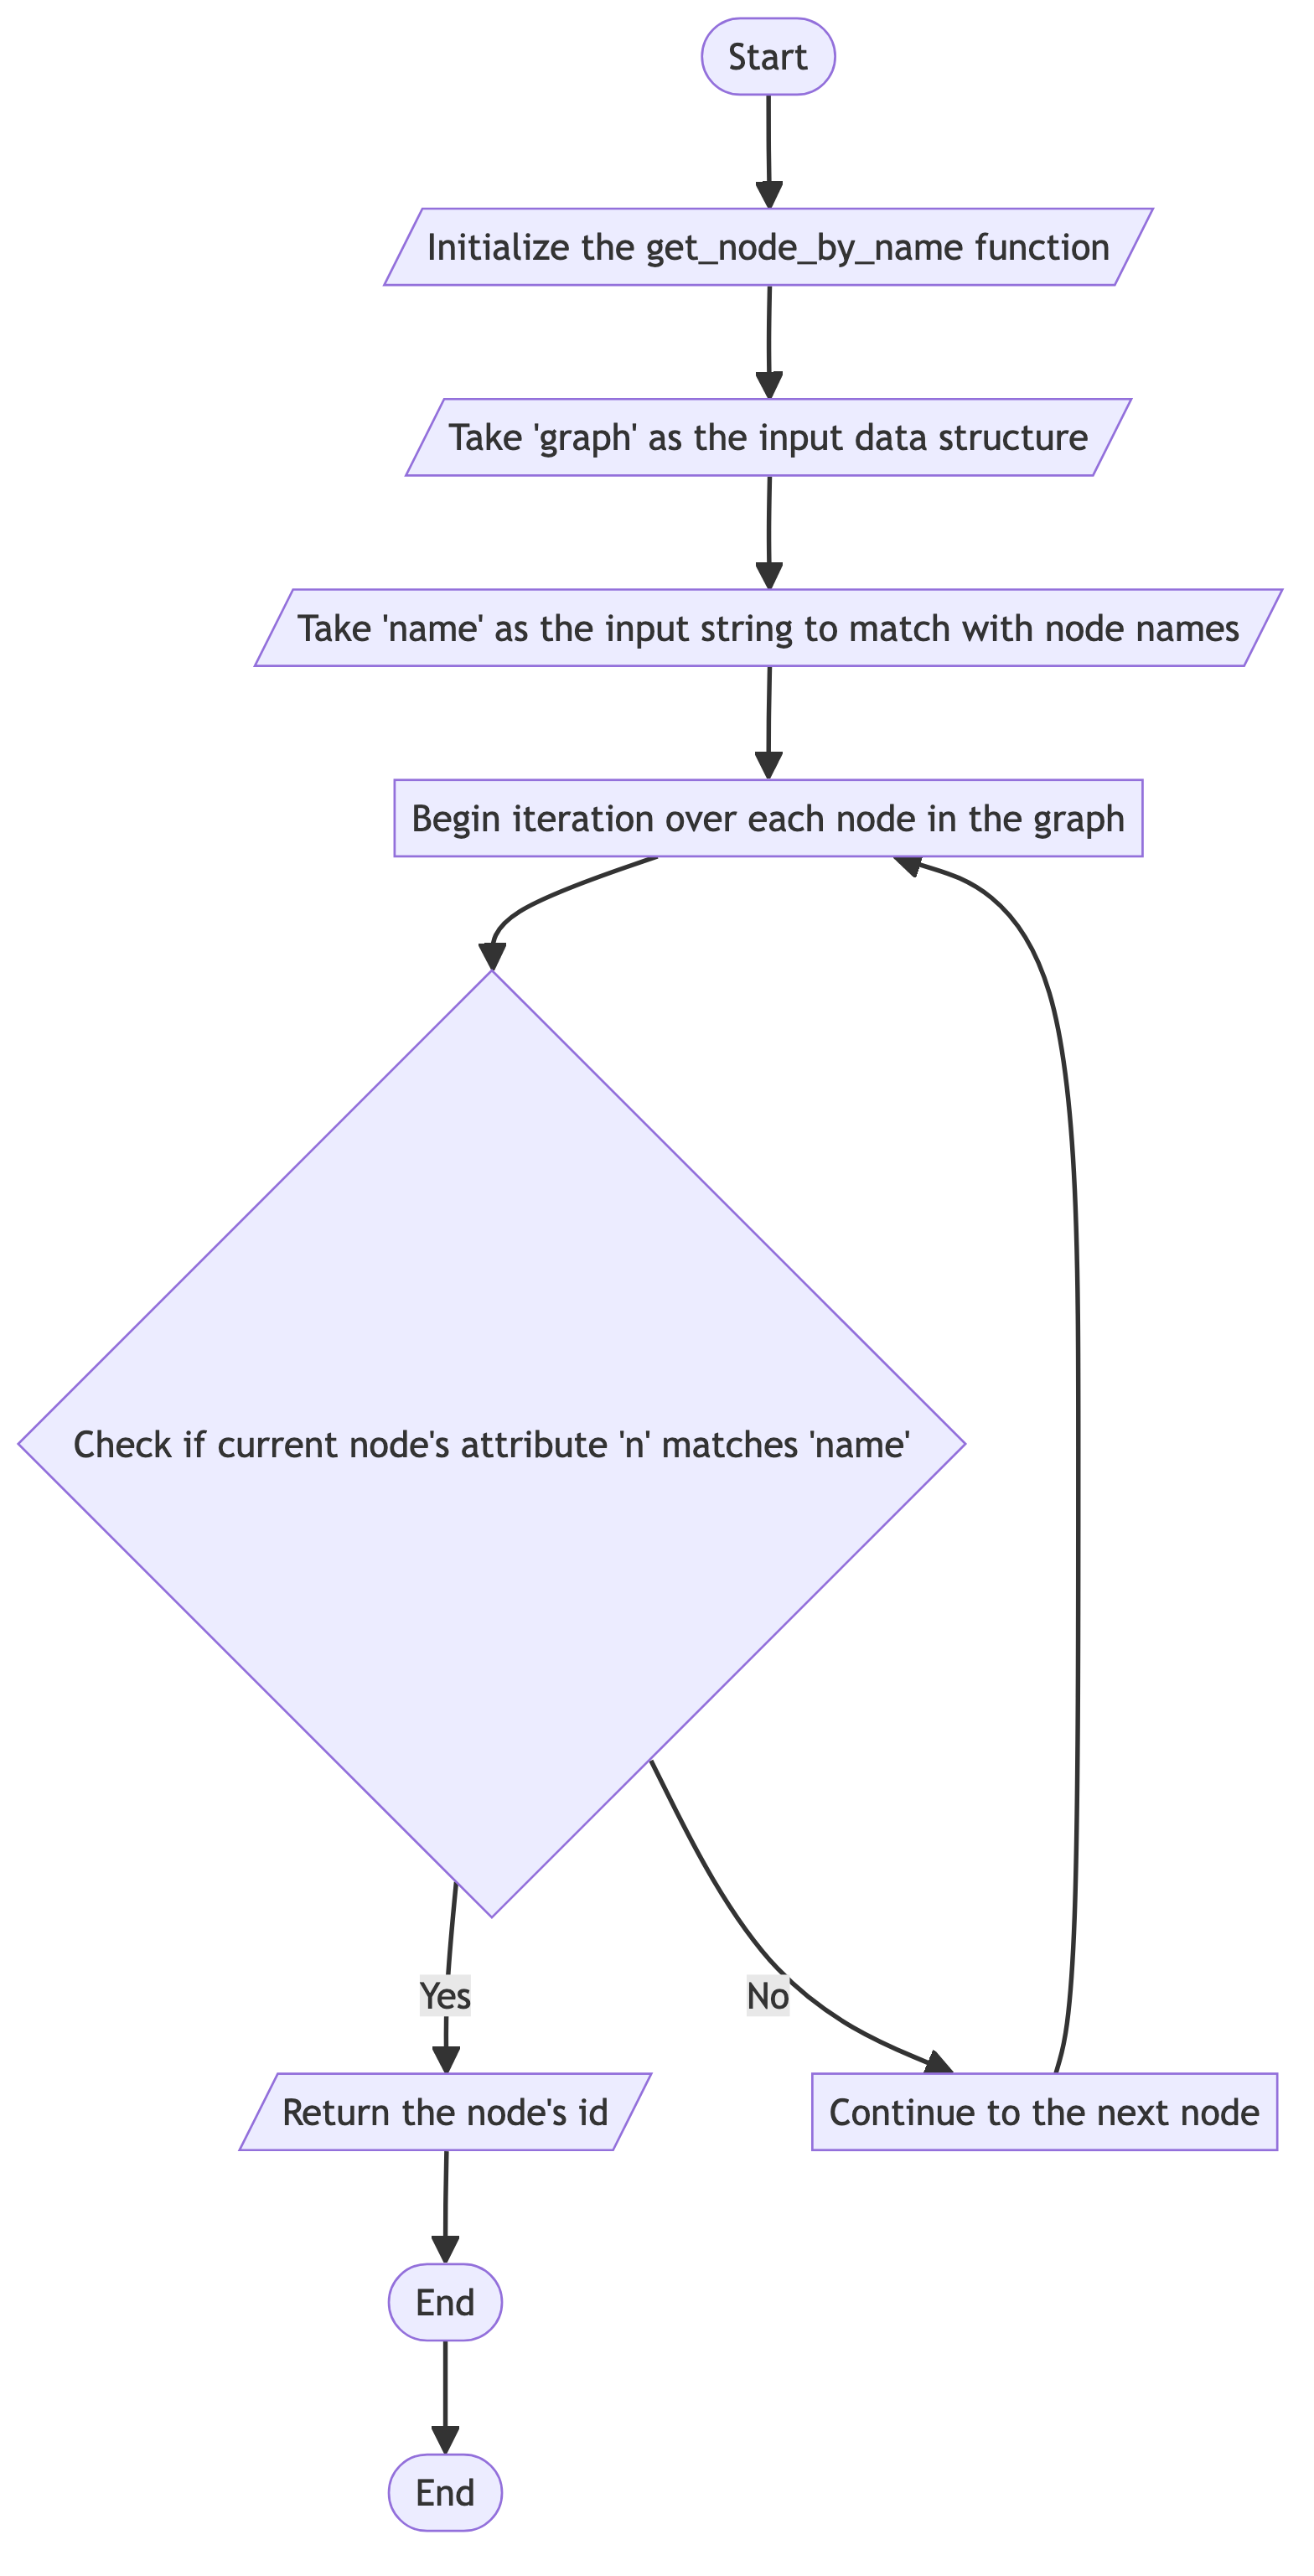 Start
Initialize the get_node_by_name function
Take 'graph' as the input data structure
Take 'name' as the input string to match with node names
Begin iteration over each node in the graph
Check if current node's attribute 'n' matches 'name'
Yes
No
Return the node's id
Continue to the next node
End
End